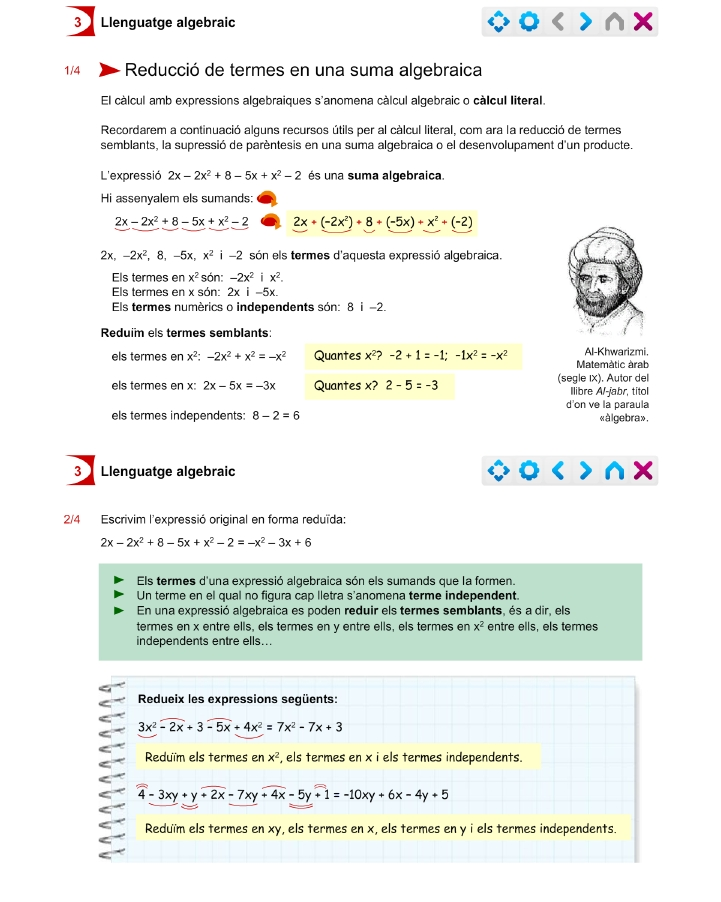 3 Llenguatge algebraic
1/4 Reducció de termes en una suma algebraica
El càlcul amb expressions algebraiques s’anomena càlcul algebraic o càlcul literal.
Recordarem a continuació alguns recursos útils per al càlcul literal, com ara la reducció de termes
semblants, la supressió de parèntesis en una suma algebraica o el desenvolupament d’un producte.
L’expressió 2x – 2x² + 8 – 5x + x² – 2 és una suma algebraica.
Hi assenyalem els sumands:
2x – 2x² + 8 – 5x + x² – 2 2x + (-2x²) + 8 + (-5x) + x² + (-2)
2x, –2x², 8, –5x, x² i –2 són els termes d’aquesta expressió algebraica.
Els termes en x² són: –2x² i x².
Els termes en x són: 2x i –5x.
Els termes numèrics o independents són: 8 i –2.
Reduïm els termes semblants:
els termes en x²: –2x² + x² = –x² Quantes x²? -2 + 1 = -1; -1x² = -x²
els termes en x: 2x – 5x = –3x Quantes x? 2 - 5 = -3
els termes independents: 8 – 2 = 6
Al-Khwarizmi.
Matemàtic àrab
(segle IX). Autor del
llibre Al-jabr, títol
d’on ve la paraula
«àlgebra».
3 Llenguatge algebraic
2/4 Escrivim l’expressió original en forma reduïda:
2x – 2x² + 8 – 5x + x² – 2 = –x² – 3x + 6
Els termes d’una expressió algebraica són els sumands que la formen.
Un terme en el qual no figura cap lletra s’anomena terme independent.
En una expressió algebraica es poden reduir els termes semblants, és a dir, els
termes en x entre ells, els termes en y entre ells, els termes en x² entre ells, els termes
independents entre ells…
Redueix les expressions següents:
3x² - 2x + 3 - 5x + 4x² = 7x² - 7x + 3
Reduïm els termes en x², els termes en x i els termes independents.
4 - 3xy + y + 2x - 7xy + 4x - 5y + 1 = -10xy + 6x - 4y + 5
Reduïm els termes en xy, els termes en x, els termes en y i els termes independents.